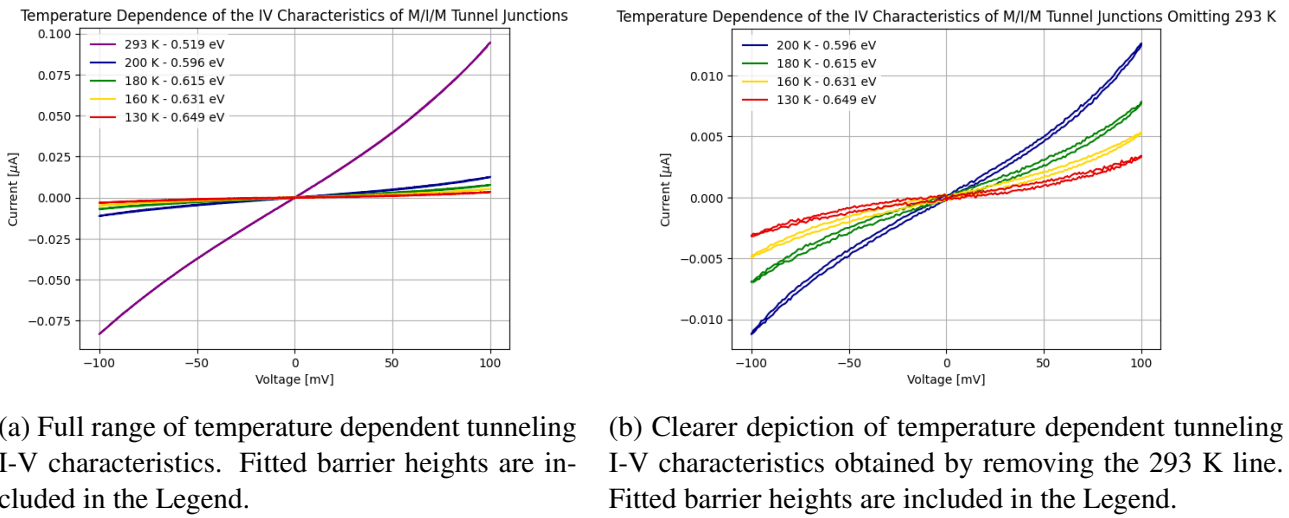 Temperature Dependence of the IV Characteristics of M/I/M Tunnel Junctions
0.100
0.075
0.050
0.025
0.000
−0.025
−0.050
−0.075
Current [µA]
293 K - 0.519 eV
200 K - 0.596 eV
180 K - 0.615 eV
160 K - 0.631 eV
130 K - 0.649 eV
−100
−50
0
50
100
Voltage [mV]
(a) Full range of temperature dependent tunneling
I-V characteristics. Fitted barrier heights are in-
cluded in the Legend.
Temperature Dependence of the IV Characteristics of M/I/M Tunnel Junctions Omitting 293 K
0.010
0.005
0.000
−0.005
−0.010
Current [µA]
200 K - 0.596 eV
180 K - 0.615 eV
160 K - 0.631 eV
130 K - 0.649 eV
−100
−50
0
50
100
Voltage [mV]
(b) Clearer depiction of temperature dependent tunneling
I-V characteristics obtained by removing the 293 K line.
Fitted barrier heights are included in the Legend.